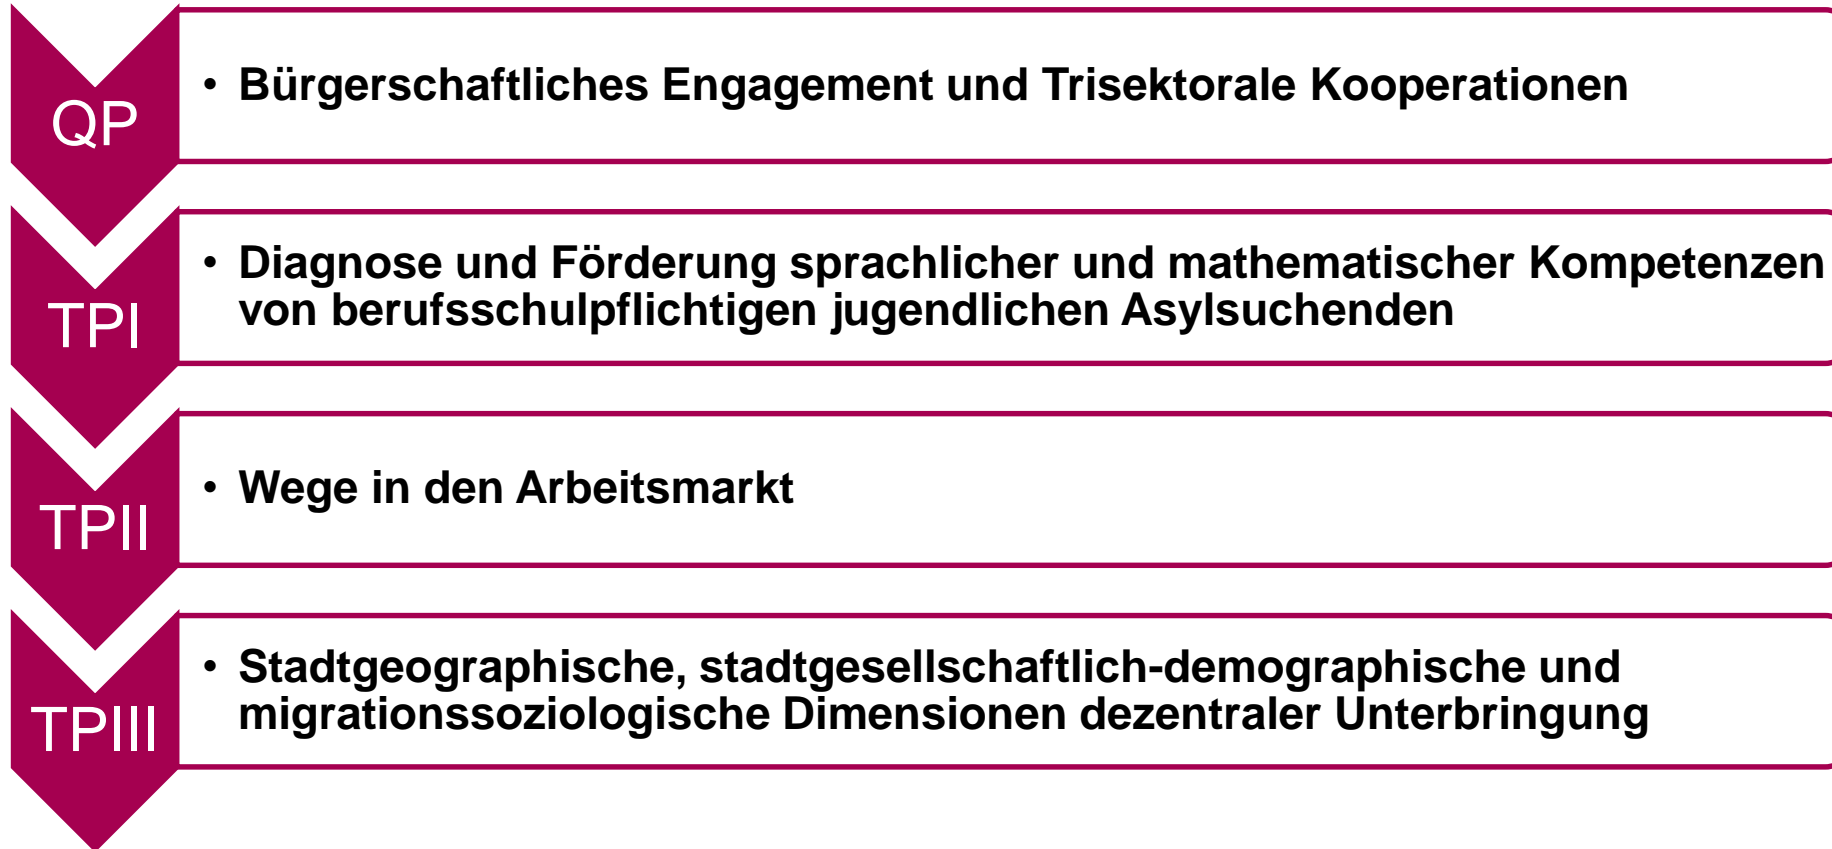 QP
• Bürgerschaftliches Engagement und Trisektorale Kooperationen
TPI
• Diagnose und Förderung sprachlicher und mathematischer Kompetenzen
von berufsschulpflichtigen jugendlichen Asylsuchenden
TPII
• Wege in den Arbeitsmarkt
TPIII
• Stadtgeographische, stadtgesellschaftlich-demographische und
migrationssoziologische Dimensionen dezentraler Unterbringung